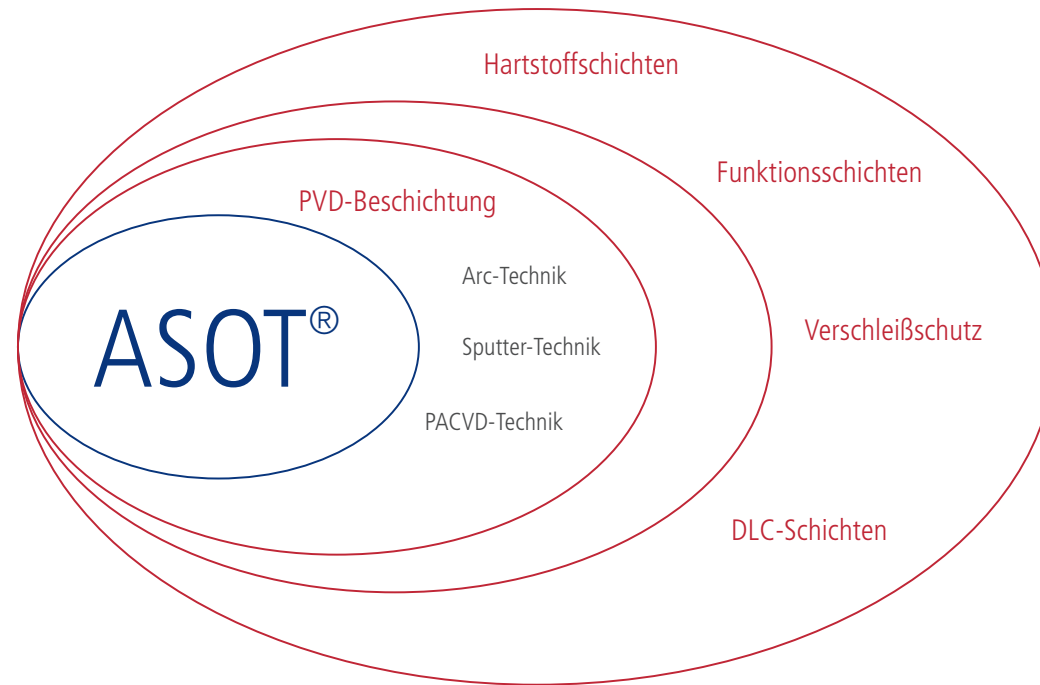 Hartstoffschichten
Funktionsschichten
PVD-Beschichtung
Arc-Technik
ASOT®
Sputter-Technik
Verschleißschutz
PACVD-Technik
DLC-Schichten